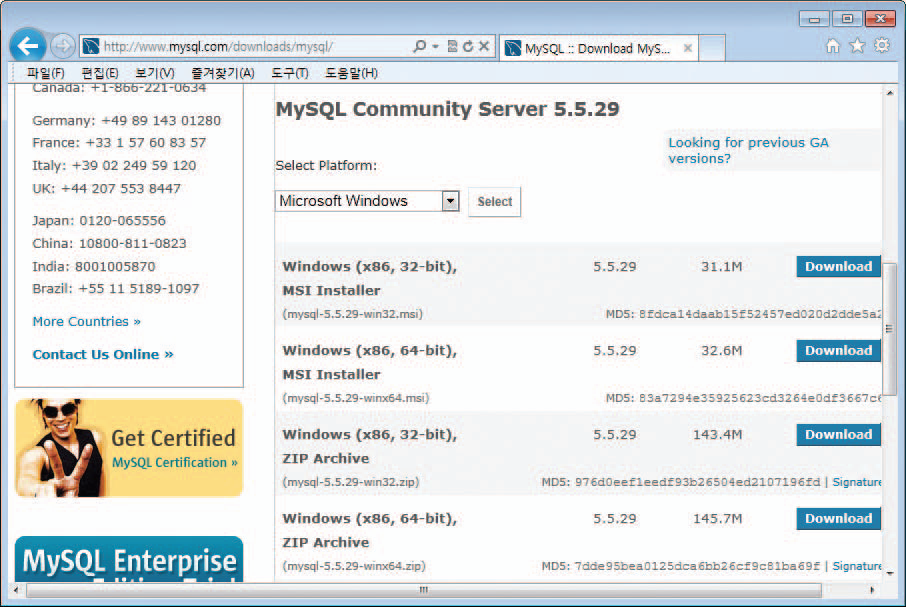 http://www.mysql.com/downloads/mysql/
MySQL :: Download MyS...
파일(F) 편집(E) 보기(V) 즐겨찾기(A) 도구(T) 도움말(H)
Canada: +1-866-221-0634
Germany: +49 89 143 01280
France: +33 1 57 60 83 57
Italy: +39 02 249 59 120
UK: +44 207 553 8447
Japan: 0120-065556
China: 10800-811-0823
India: 8001005870
Brazil: +55 11 5189-1097
More Countries »
Contact Us Online »
Get Certified
MySQL Certification »
MySQL Enterprise
Edition Trial
MySQL Community Server 5.5.29
Looking for previous GA
versions?
Select Platform:
Microsoft Windows Select
Windows (x86, 32-bit), 5.5.29 31.1M Download
MSI Installer
(mysql-5.5.29-win32.msi) MD5: 8fdca14daab15f52457ed020d2dde5a2
Windows (x86, 64-bit), 5.5.29 32.6M Download
MSI Installer
(mysql-5.5.29-winx64.msi) MD5: 83a7294e35925623cd3264e0df3667c6
Windows (x86, 32-bit), 5.5.29 143.4M Download
ZIP Archive
(mysql-5.5.29-win32.zip) MD5: 976d0eef1eedf93b26504ed2107196fd | Signature
Windows (x86, 64-bit), 5.5.29 145.7M Download
ZIP Archive
(mysql-5.5.29-winx64.zip) MD5: 7dde95bea0125dca6bb26cf9c81ba69f | Signature